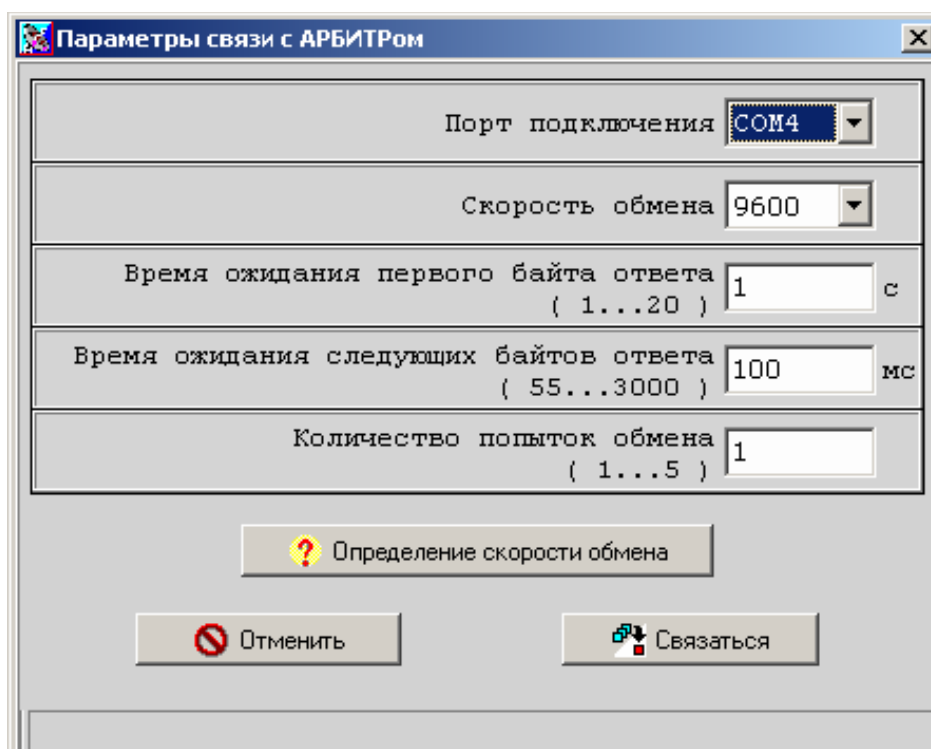 Параметры связи с АРБИТРом
Порт подключения COM4
Скорость обмена 9600
Время ожидания первого байта ответа
( 1...20 ) 1 с
Время ожидания следующих байтов ответа
( 55...3000 ) 100 мс
Количество попыток обмена
( 1...5 ) 1
Определение скорости обмена
Отменить
Связаться